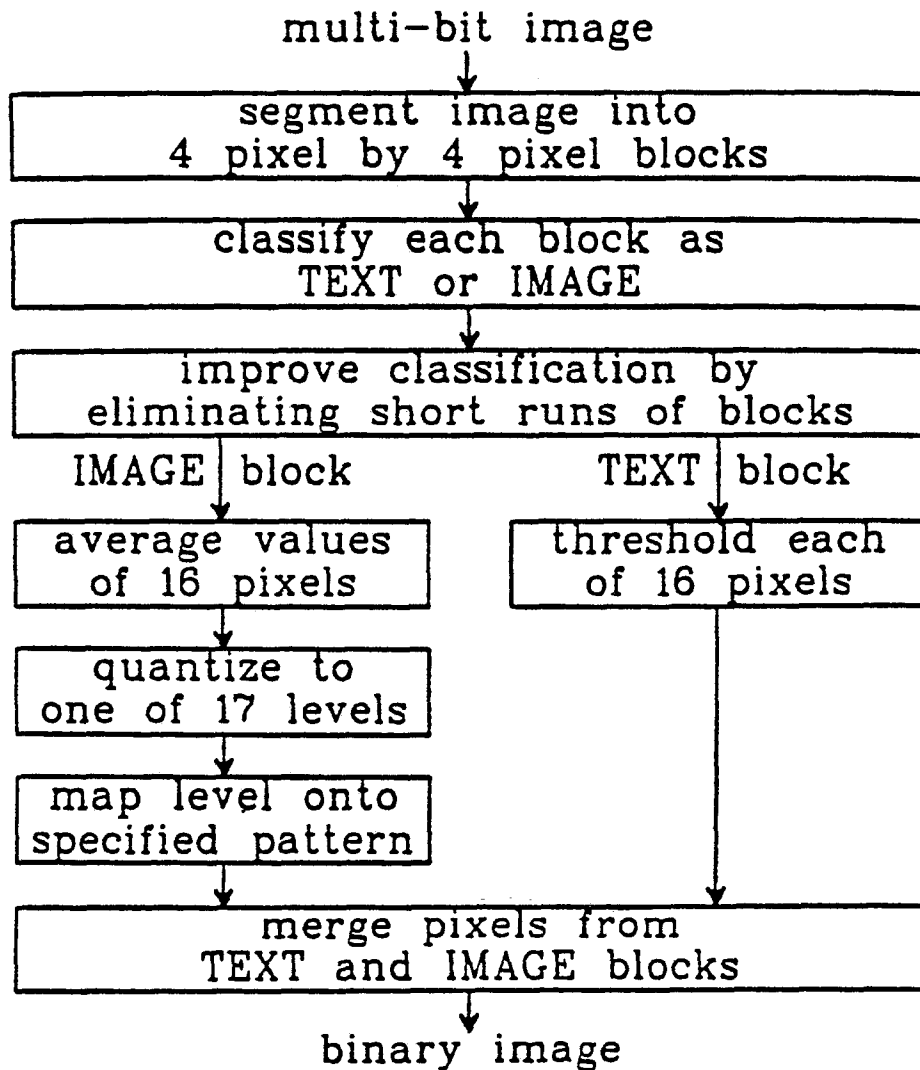 multi-bit image
segment image into
4 pixel by 4 pixel blocks
classify each block as
TEXT or IMAGE
improve classification by
eliminating short runs of blocks
IMAGE block
TEXT block
average values
of 16 pixels
threshold each
of 16 pixels
quantize to
one of 17 levels
map level onto
specified pattern
merge pixels from
TEXT and IMAGE blocks
binary image